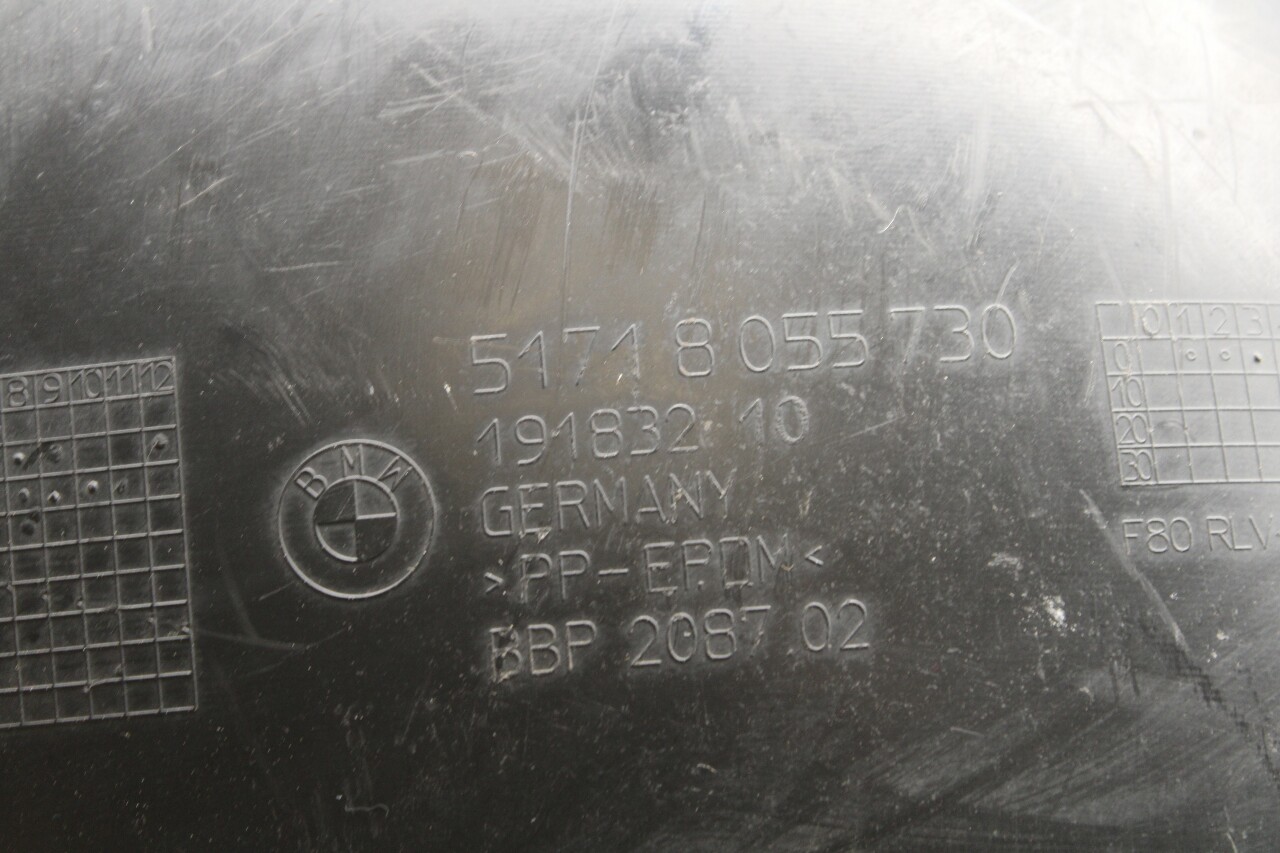 5171 8 055 730
191832 10
GERMANY
>PP-EPDM<
BBP 2087 02
BMW
8 9 10 11 12
0 1 2 3
0
10
20
30
F80 RLV